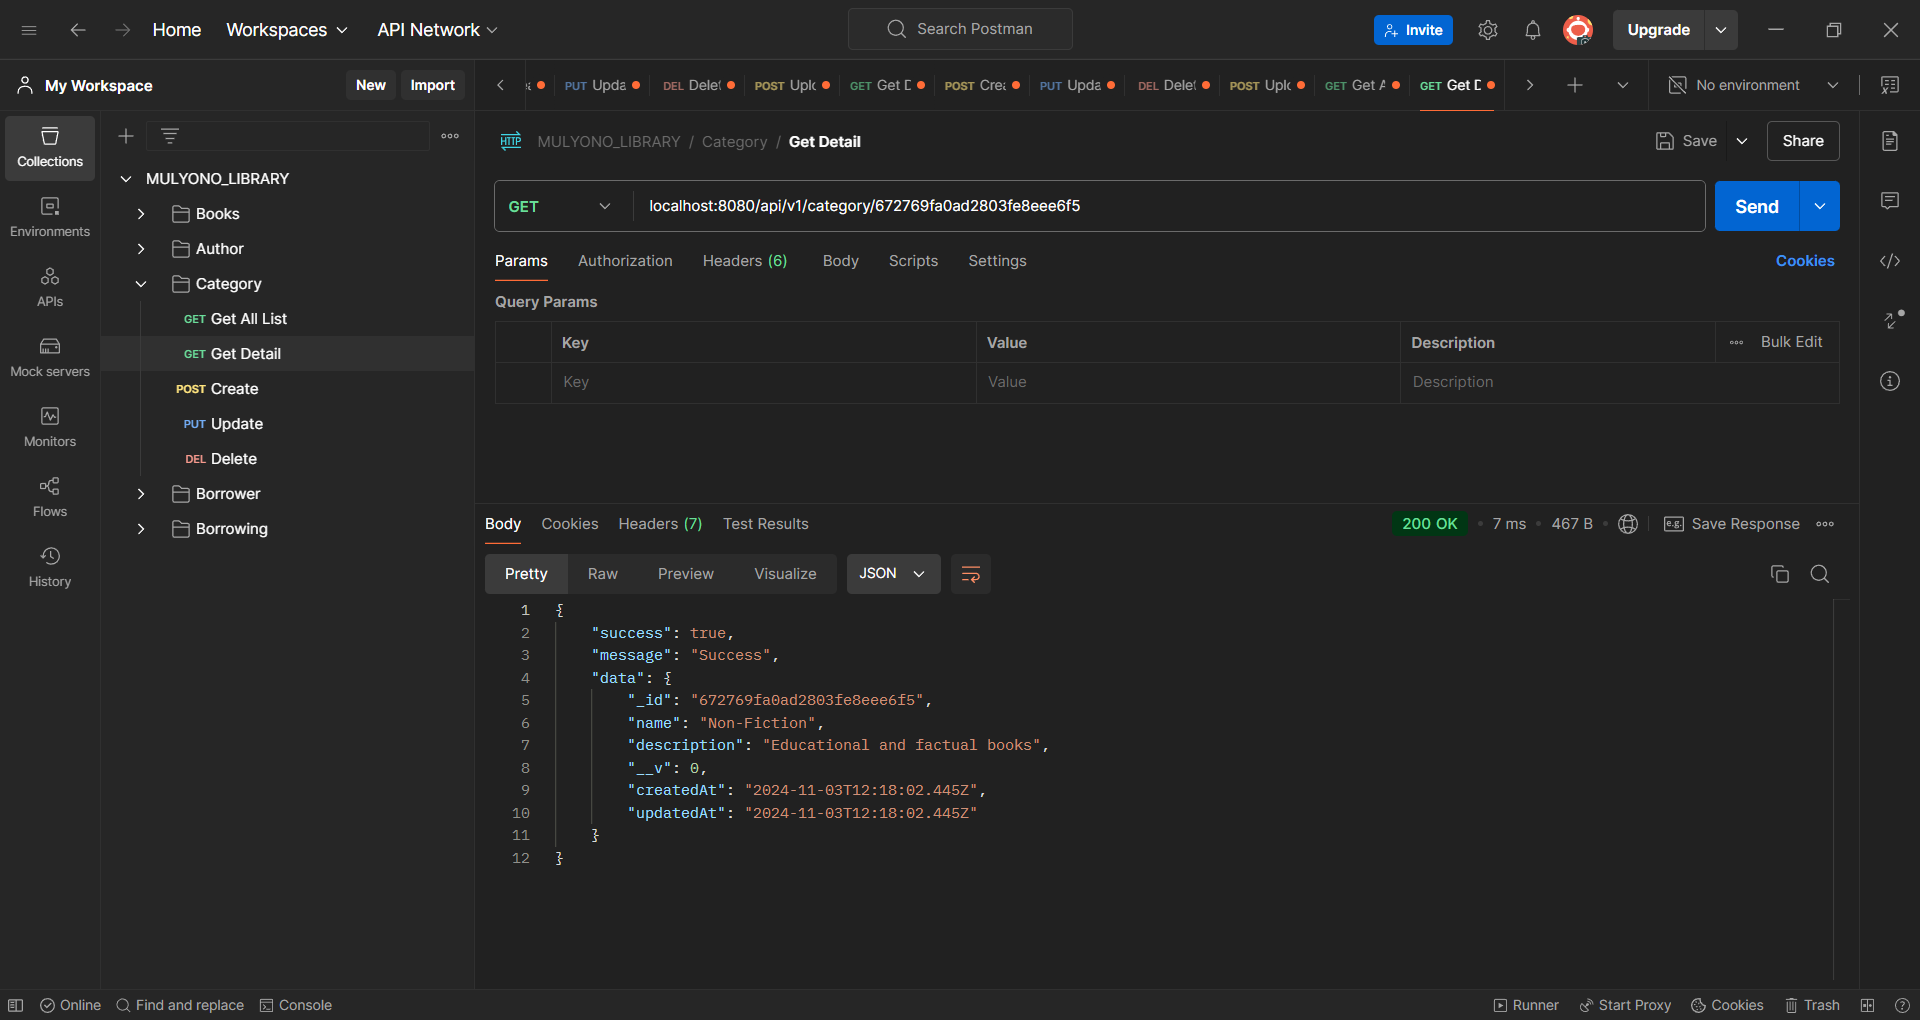 Home Workspaces API Network Search Postman Invite Upgrade
My Workspace New Import
PUT Upda DEL Delet POST Uplc GET Get D POST Crea PUT Upda DEL Delet POST Uplc GET Get A GET Get D No environment
Collections
Environments
APIs
Mock servers
Monitors
Flows
History
MULYONO_LIBRARY
Books
Author
Category
GET Get All List
GET Get Detail
POST Create
PUT Update
DEL Delete
Borrower
Borrowing
HTTP MULYONO_LIBRARY / Category / Get Detail Save Share
GET localhost:8080/api/v1/category/672769fa0ad2803fe8eee6f5 Send
Params Authorization Headers (6) Body Scripts Settings Cookies
Query Params
Key Value Description Bulk Edit
Key Value Description
Body Cookies Headers (7) Test Results 200 OK 7 ms 467 B e.g. Save Response
Pretty Raw Preview Visualize JSON
1 {
2 "success": true,
3 "message": "Success",
4 "data": {
5 "_id": "672769fa0ad2803fe8eee6f5",
6 "name": "Non-Fiction",
7 "description": "Educational and factual books",
8 "__v": 0,
9 "createdAt": "2024-11-03T12:18:02.445Z",
10 "updatedAt": "2024-11-03T12:18:02.445Z"
11 }
12 }
Online Find and replace Console Runner Start Proxy Cookies Trash